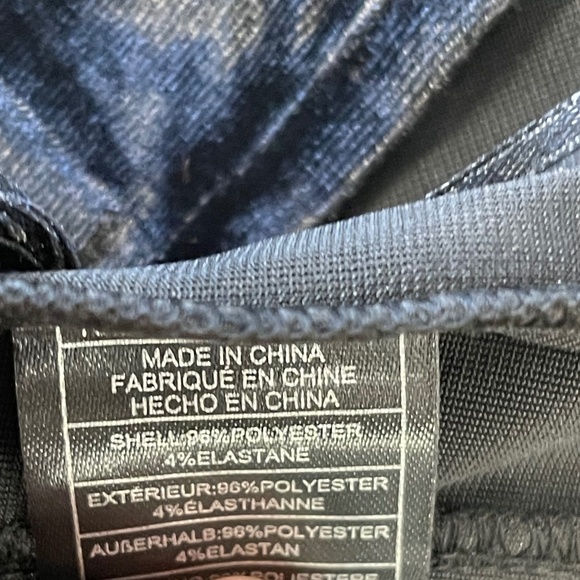 MADE IN CHINA
FABRIQUÉ EN CHINE
HECHO EN CHINA
SHELL:96%POLYESTER
4%ELASTANE
EXTÉRIEUR:96%POLYESTER
4%ÉLASTHANNE
AUßERHALB:96%POLYESTER
4%ELASTAN